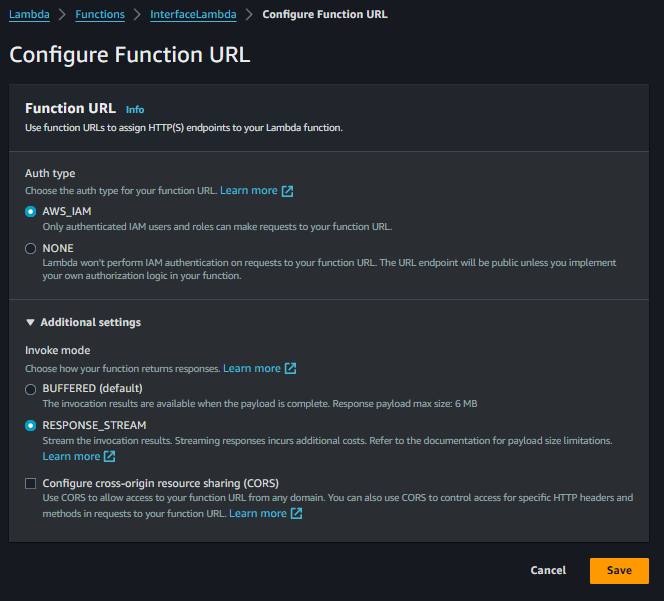 Lambda > Functions > InterfaceLambda > Configure Function URL
Configure Function URL
Function URL Info
Use function URLs to assign HTTP(S) endpoints to your Lambda function.
Auth type
Choose the auth type for your function URL. Learn more
AWS_IAM
Only authenticated IAM users and roles can make requests to your function URL.
NONE
Lambda won't perform IAM authentication on requests to your function URL. The URL endpoint will be public unless you implement
your own authorization logic in your function.
Additional settings
Invoke mode
Choose how your function returns responses. Learn more
BUFFERED (default)
The invocation results are available when the payload is complete. Response payload max size: 6 MB
RESPONSE_STREAM
Stream the invocation results. Streaming responses incurs additional costs. Refer to the documentation for payload size limitations.
Learn more
Configure cross-origin resource sharing (CORS)
Use CORS to allow access to your function URL from any domain. You can also use CORS to control access for specific HTTP headers and
methods in requests to your function URL. Learn more
Cancel Save